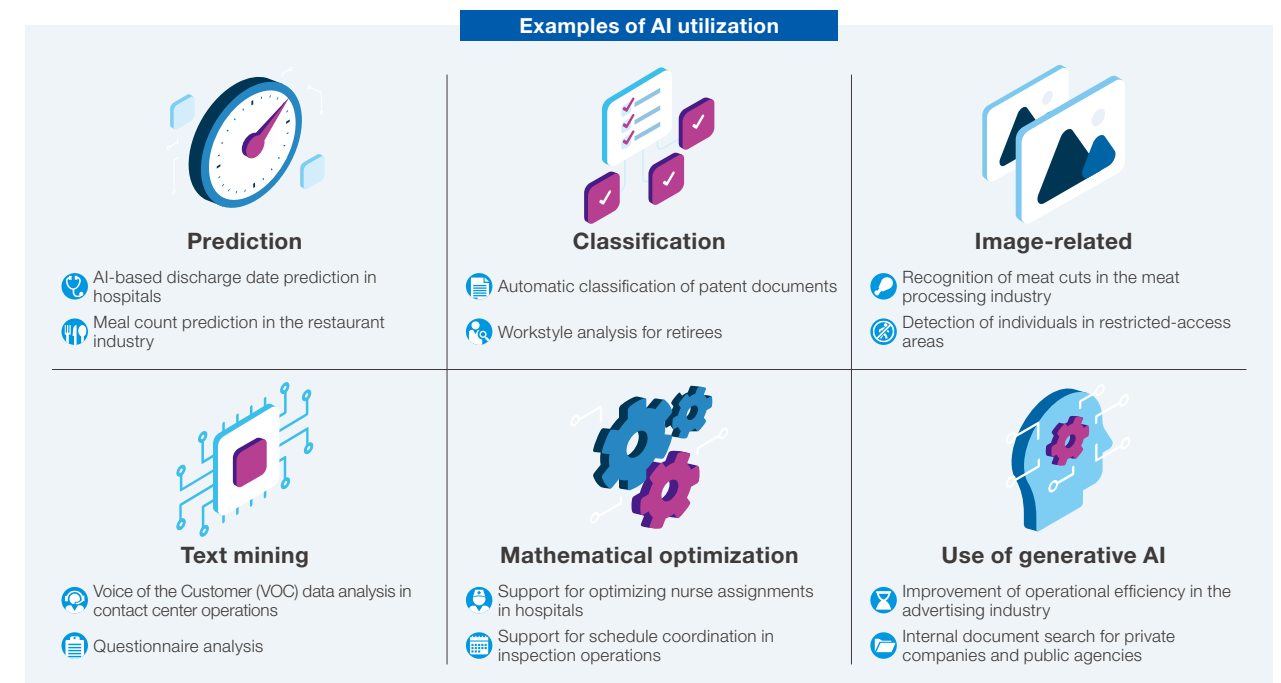 Examples of AI utilization
Prediction
AI-based discharge date prediction in
hospitals
Meal count prediction in the restaurant
industry
Classification
Automatic classification of patent documents
Workstyle analysis for retirees
Image-related
Recognition of meat cuts in the meat
processing industry
Detection of individuals in restricted-access
areas
Text mining
Voice of the Customer (VOC) data analysis in
contact center operations
Questionnaire analysis
Mathematical optimization
Support for optimizing nurse assignments
in hospitals
Support for schedule coordination in
inspection operations
Use of generative AI
Improvement of operational efficiency in the
advertising industry
Internal document search for private
companies and public agencies